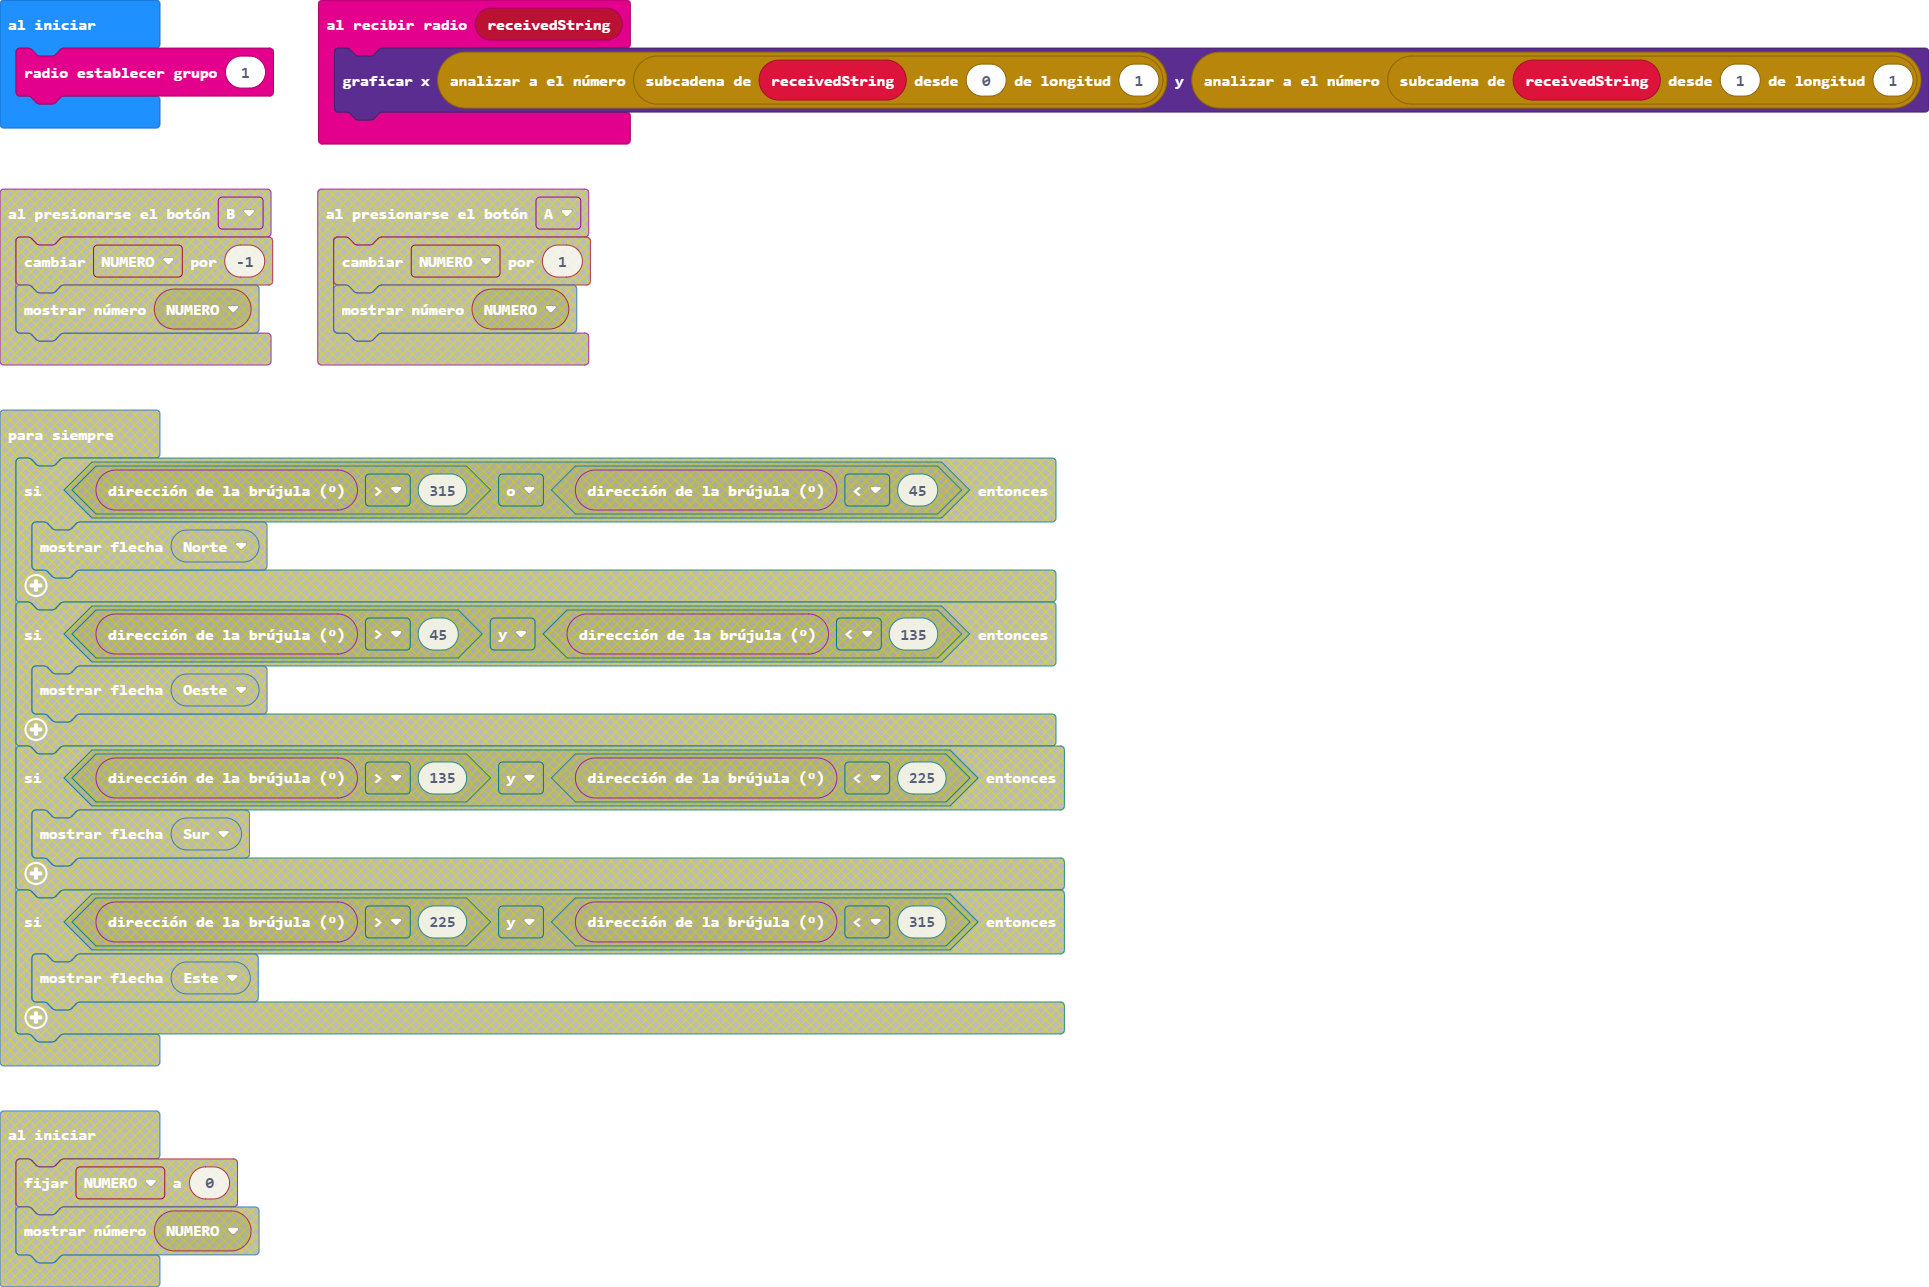 al iniciar
radio establecer grupo 1
al recibir radio receivedString
graficar x analizar a el número subcadena de receivedString desde 0 de longitud 1 y analizar a el número subcadena de receivedString desde 1 de longitud 1
al presionarse el botón B
cambiar NUMERO por -1
mostrar número NUMERO
al presionarse el botón A
cambiar NUMERO por 1
mostrar número NUMERO
para siempre
si dirección de la brújula (º) > 315 o dirección de la brújula (º) < 45 entonces
mostrar flecha Norte
si dirección de la brújula (º) > 45 y dirección de la brújula (º) < 135 entonces
mostrar flecha Oeste
si dirección de la brújula (º) > 135 y dirección de la brújula (º) < 225 entonces
mostrar flecha Sur
si dirección de la brújula (º) > 225 y dirección de la brújula (º) < 315 entonces
mostrar flecha Este
al iniciar
fijar NUMERO a 0
mostrar número NUMERO